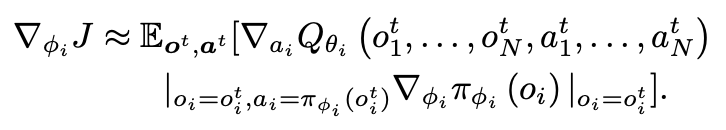 ∇_{ϕ_i} J ≈ 𝔼_{𝒐^t,𝒂^t}[∇_{a_i} Q_{θ_i} (o_1^t, …, o_N^t, a_1^t, …, a_N^t)
|_{o_i=o_i^t, a_i=π_{ϕ_i}(o_i^t)} ∇_{ϕ_i} π_{ϕ_i} (o_i) |_{o_i=o_i^t}].